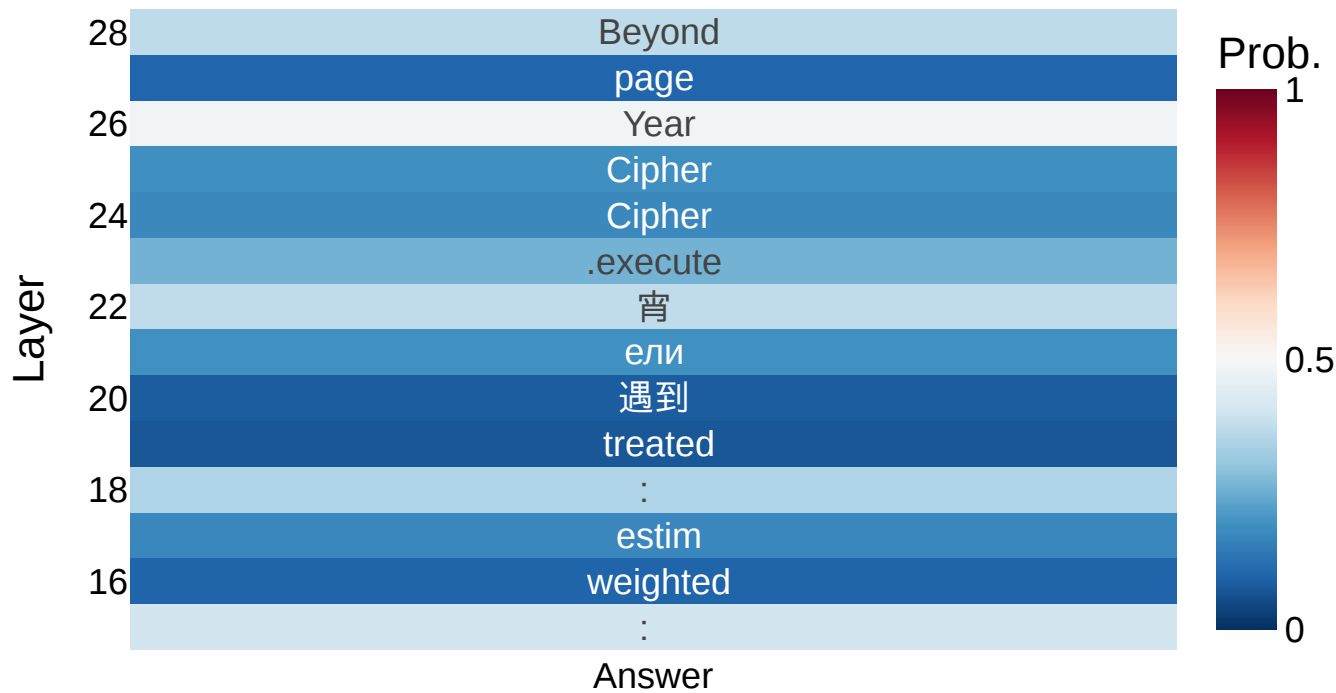 28 Beyond
page
26 Year
Cipher
24 Cipher
.execute
22 宵
ели
20 遇到
treated
18 :
estim
16 weighted
:
Answer
Layer
Prob.
1
0.5
0